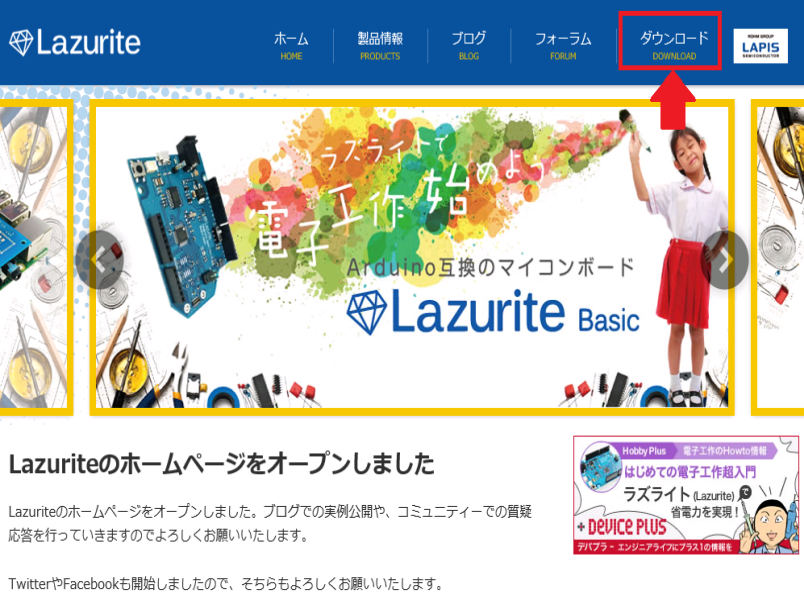 Lazurite
ホーム
HOME
製品情報
PRODUCTS
ブログ
BLOG
フォーラム
FORUM
ダウンロード
DOWNLOAD
ROHM GROUP
LAPIS
SEMICONDUCTOR
ラズライトで
電子工作始めよう。
Arduino互換のマイコンボード
Lazurite Basic
Lazuriteのホームページをオープンしました
Lazuriteのホームページをオープンしました。ブログでの実例公開や、コミュニティーでの質疑
応答を行っていきますのでよろしくお願いいたします。
TwitterやFacebookも開始しましたので、そちらもよろしくお願いいたします。
Hobby Plus 電子工作のHowto情報
はじめての電子工作超入門
ラズライト(Lazurite)で
省電力を実現！
+ DEVICE PLUS
デバプラ − エンジニアライフにプラス1の情報を